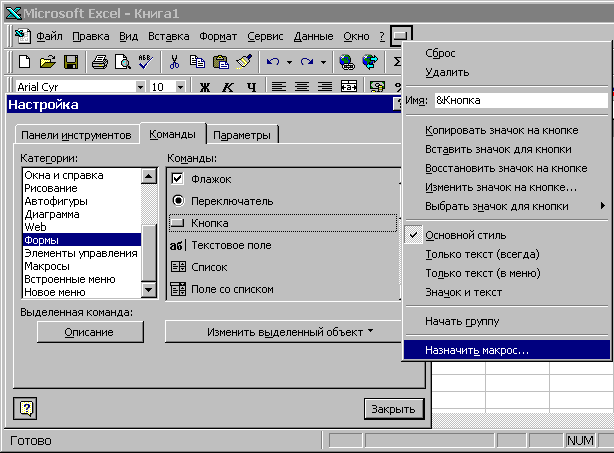 Microsoft Excel - Книга1
Файл Правка Вид Вставка Формат Сервис Данные Окно ?
Arial Cyr 10 Ж К Ч
Настройка
Панели инструментов Команды Параметры
Категории: Команды:
Окна и справка
Рисование
Автофигуры
Диаграмма
Web
Формы
Элементы управления
Макросы
Встроенные меню
Новое меню
Флажок
Переключатель
Кнопка
Текстовое поле
Список
Поле со списком
Выделенная команда:
Описание Изменить выделенный объект
Закрыть
Сброс
Удалить
Имя: &Кнопка
Копировать значок на кнопке
Вставить значок для кнопки
Восстановить значок на кнопке
Изменить значок на кнопке...
Выбрать значок для кнопки
Основной стиль
Только текст (всегда)
Только текст (в меню)
Значок и текст
Начать группу
Назначить макрос...
Готово NUM